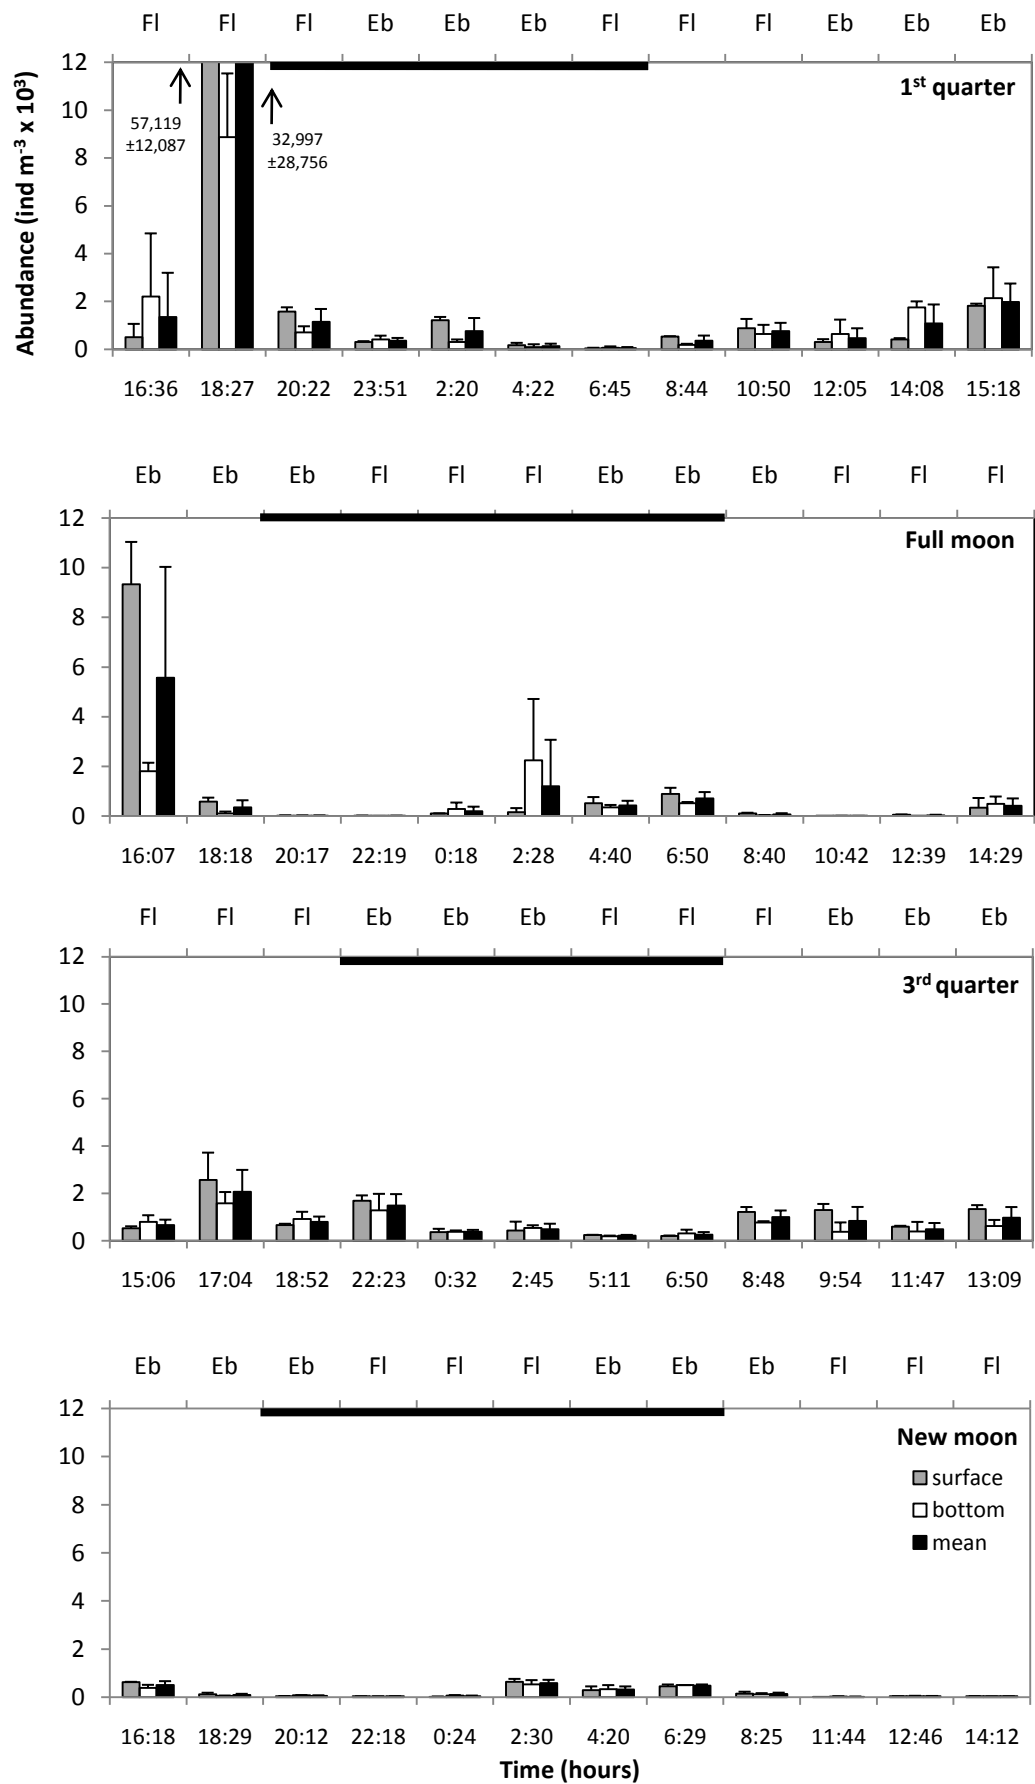 Fl Fl Fl Eb Eb Eb Fl Fl Fl Eb Eb Eb
Abundance (ind m⁻³ x 10³)
12
10
8
6
4
2
0
57,119
±12,087
32,997
±28,756
1st quarter
16:36 18:27 20:22 23:51 2:20 4:22 6:45 8:44 10:50 12:05 14:08 15:18
Eb Eb Eb Fl Fl Fl Eb Eb Eb Fl Fl Fl
12
10
8
6
4
2
0
Full moon
16:07 18:18 20:17 22:19 0:18 2:28 4:40 6:50 8:40 10:42 12:39 14:29
Fl Fl Fl Eb Eb Eb Fl Fl Fl Eb Eb Eb
12
10
8
6
4
2
0
3rd quarter
15:06 17:04 18:52 22:23 0:32 2:45 5:11 6:50 8:48 9:54 11:47 13:09
Eb Eb Eb Fl Fl Fl Eb Eb Eb Fl Fl Fl
12
10
8
6
4
2
0
New moon
surface
bottom
mean
16:18 18:29 20:12 22:18 0:24 2:30 4:20 6:29 8:25 11:44 12:46 14:12
Time (hours)